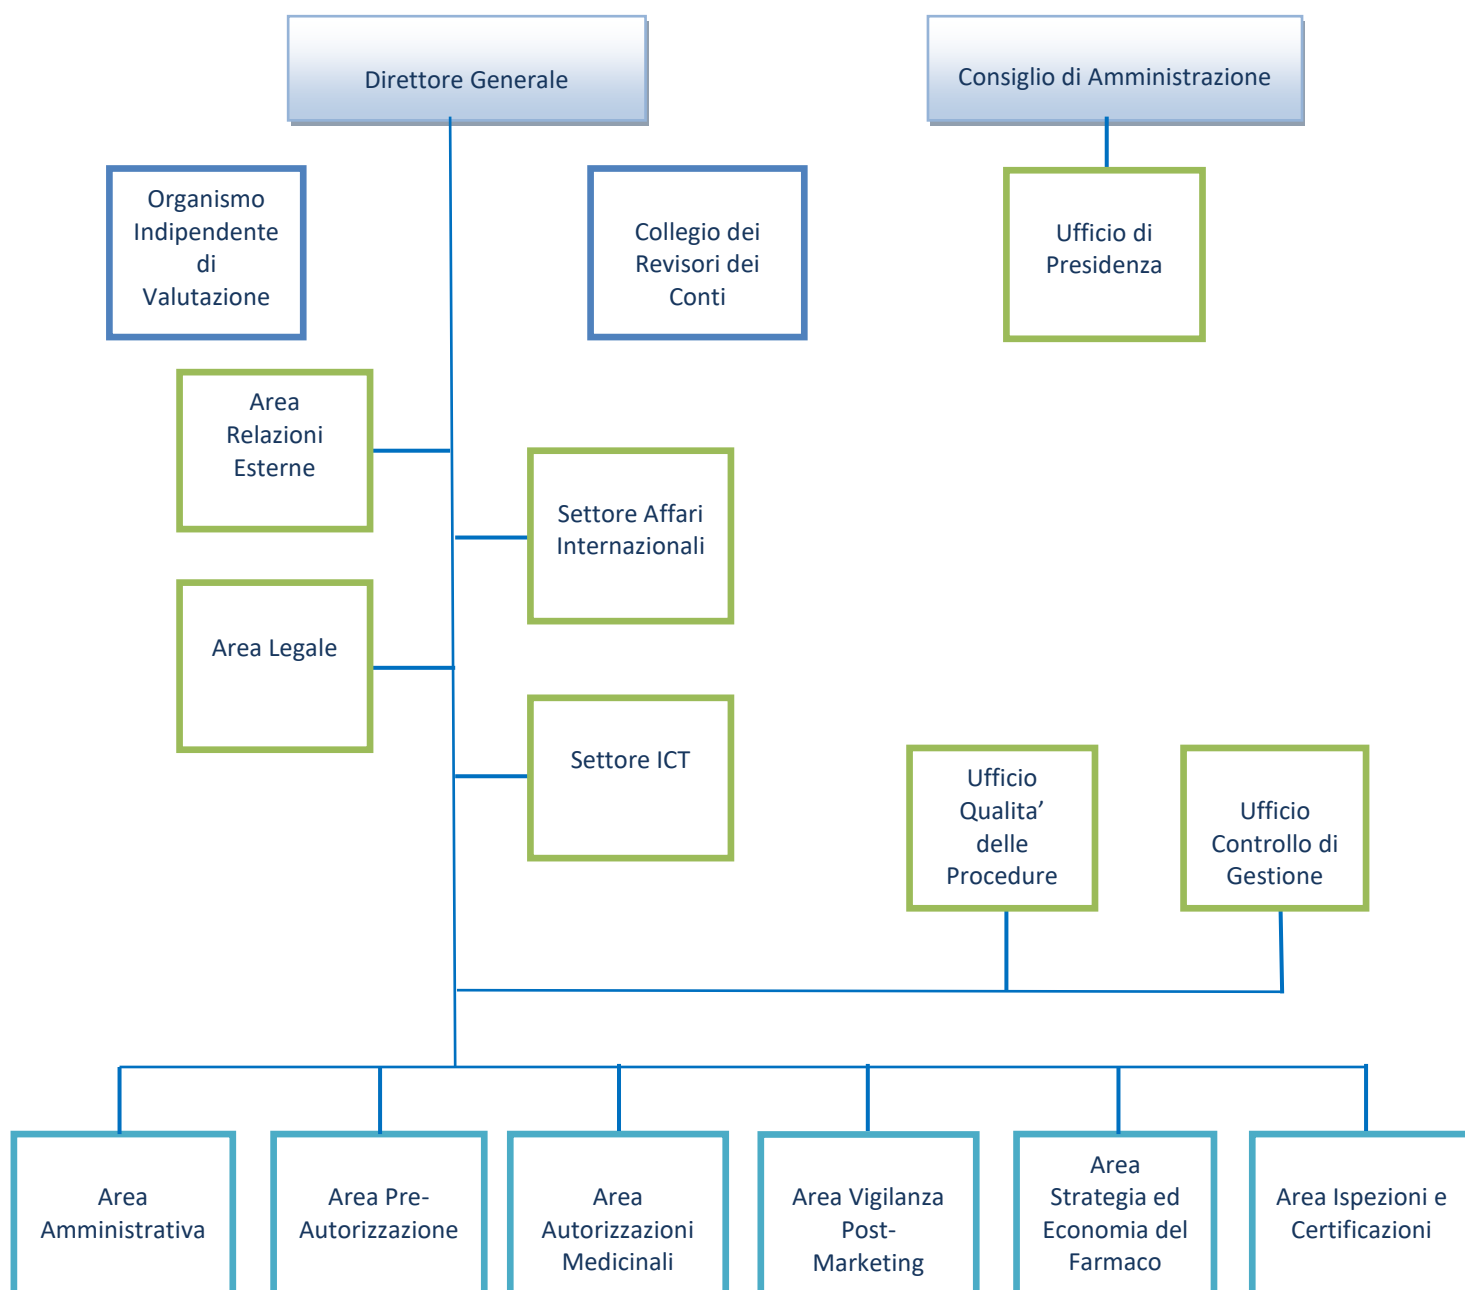 Direttore Generale
Consiglio di Amministrazione
Organismo
Indipendente
di
Valutazione
Collegio dei
Revisori dei
Conti
Ufficio di
Presidenza
Area
Relazioni
Esterne
Settore Affari
Internazionali
Area Legale
Settore ICT
Ufficio
Qualita’
delle
Procedure
Ufficio
Controllo di
Gestione
Area
Amministrativa
Area Pre-
Autorizzazione
Area
Autorizzazioni
Medicinali
Area Vigilanza
Post-
Marketing
Area
Strategia ed
Economia del
Farmaco
Area Ispezioni e
Certificazioni